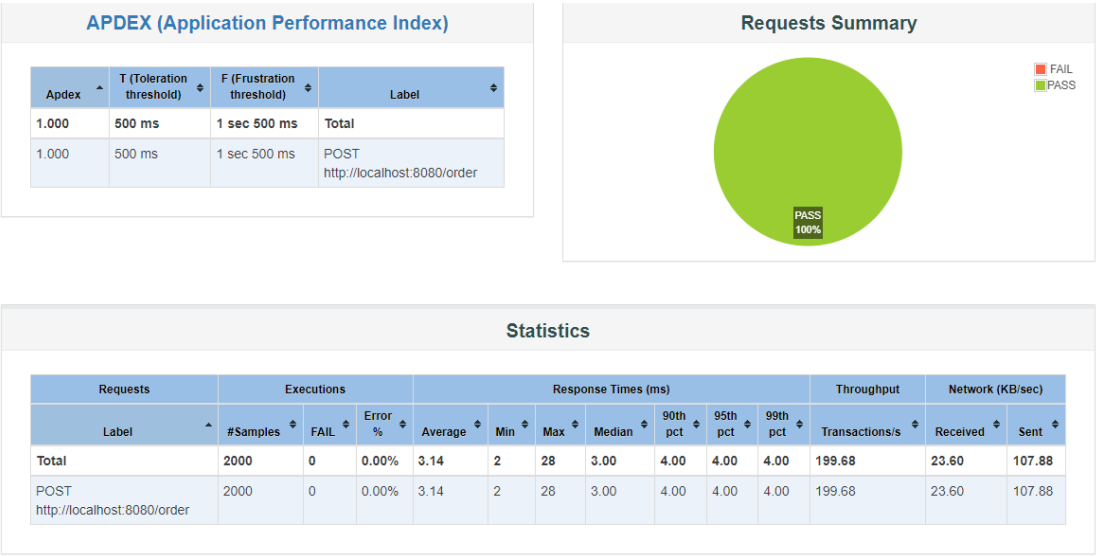 APDEX (Application Performance Index)
Apdex
T (Toleration
threshold)
F (Frustration
threshold)
Label
1.000 500 ms 1 sec 500 ms Total
1.000 500 ms 1 sec 500 ms POST
http://localhost:8080/order
Requests Summary
FAIL
PASS
PASS
100%
Statistics
Requests Executions Response Times (ms) Throughput Network (KB/sec)
Label #Samples FAIL Error
% Average Min Max Median 90th
pct 95th
pct 99th
pct Transactions/s Received Sent
Total 2000 0 0.00% 3.14 2 28 3.00 4.00 4.00 4.00 199.68 23.60 107.88
POST
http://localhost:8080/order 2000 0 0.00% 3.14 2 28 3.00 4.00 4.00 4.00 199.68 23.60 107.88